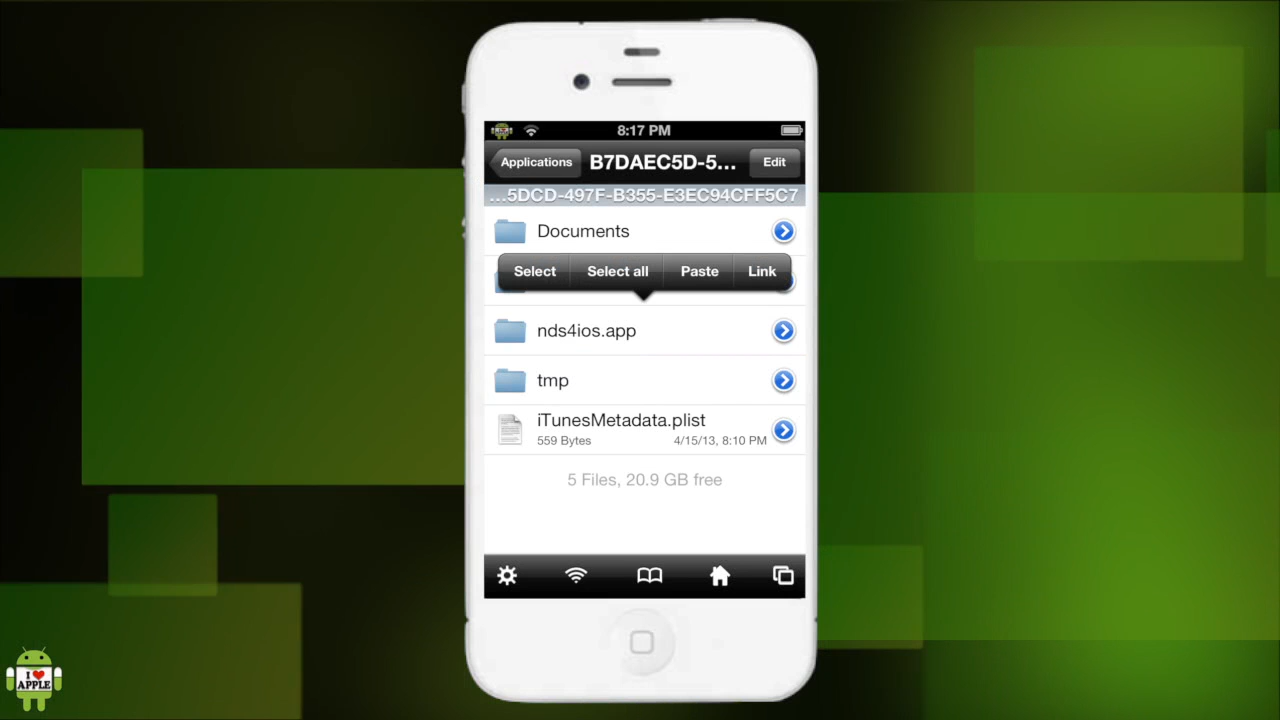 8:17 PM
Applications
B7DAEC5D-5...
Edit
...5DCD-497F-B355-E3EC94CFF5C7
Documents
Select
Select all
Paste
Link
nds4ios.app
tmp
iTunesMetadata.plist
559 Bytes
4/15/13, 8:10 PM
5 Files, 20.9 GB free
I ❤ APPLE